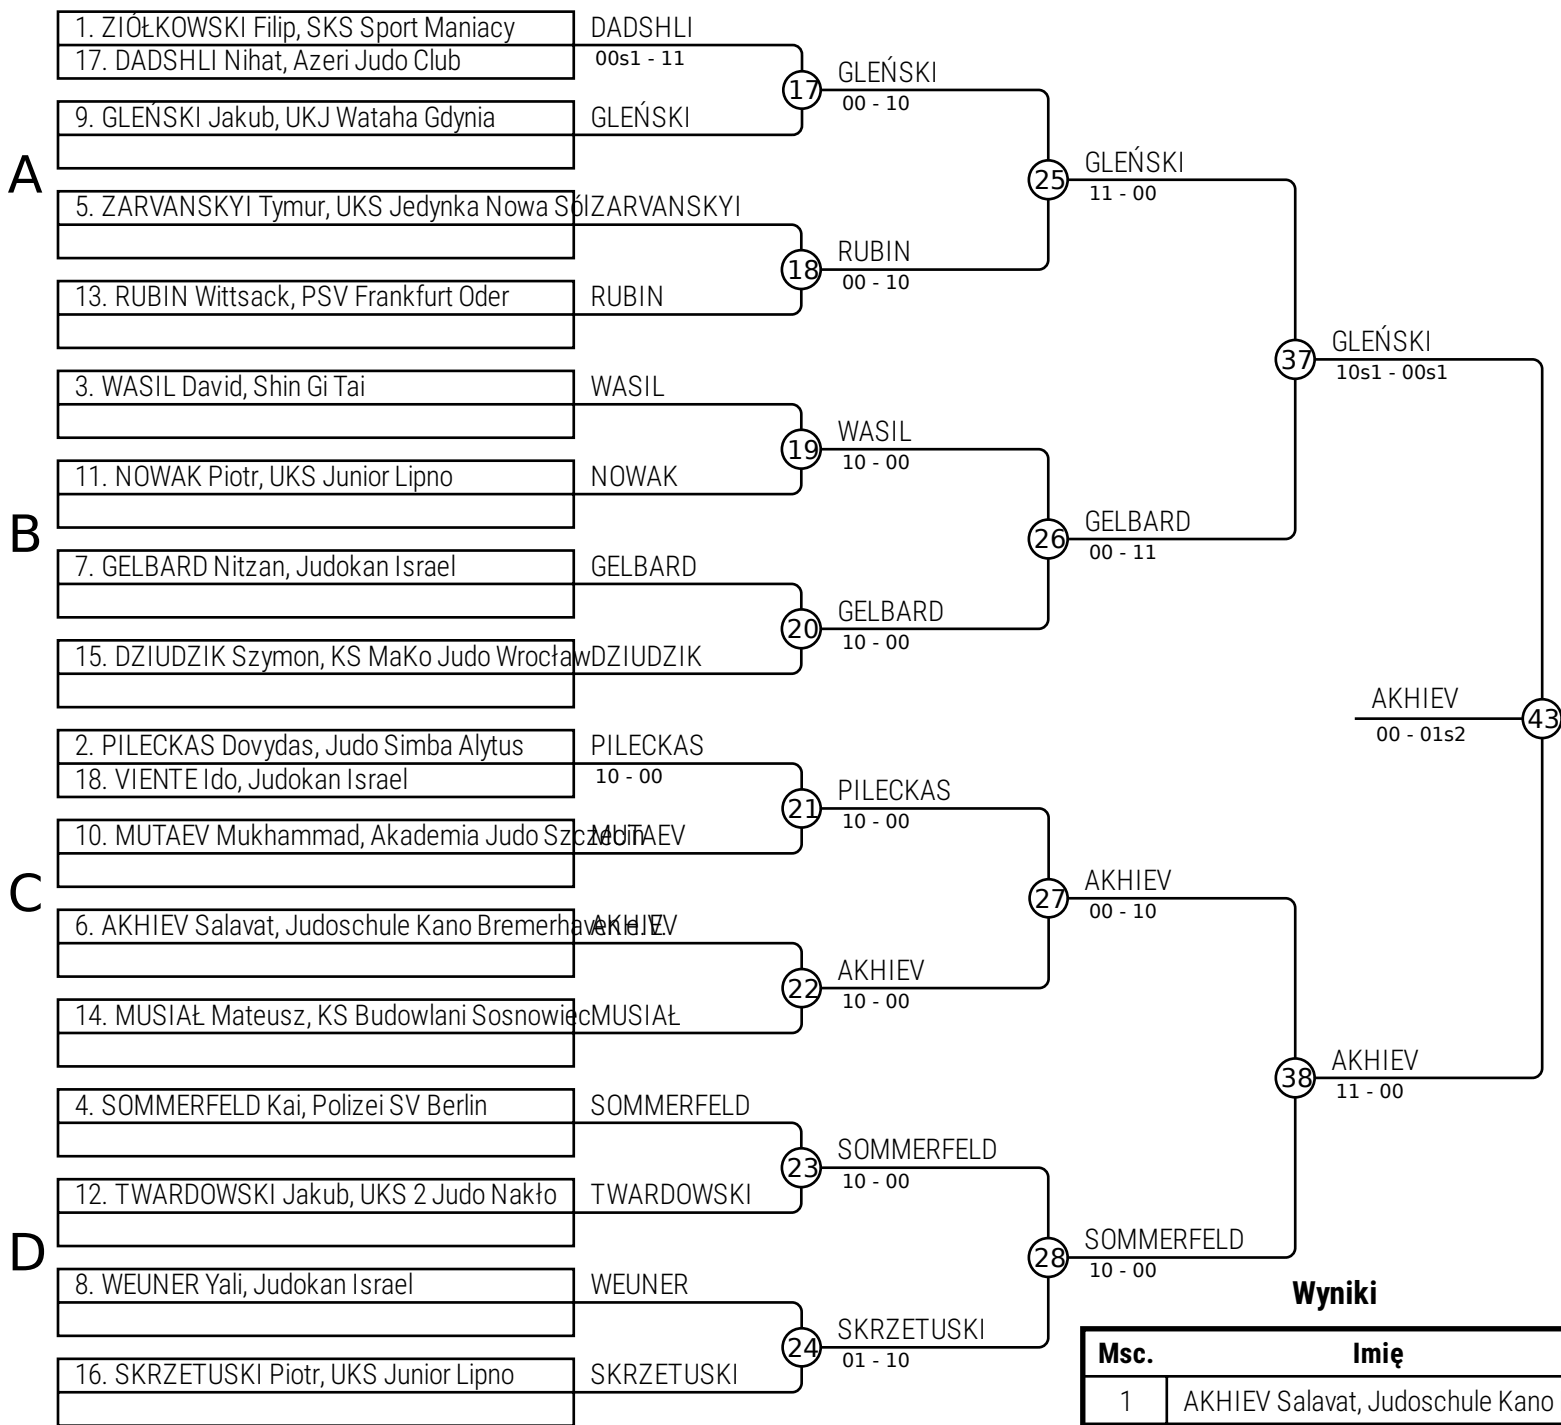 1. ZIÓŁKOWSKI Filip, SKS Sport Maniacy
17. DADSHLI Nihat, Azeri Judo Club
DADSHLI
00s1 - 11
9. GLEŃSKI Jakub, UKJ Wataha Gdynia
GLEŃSKI
17
GLEŃSKI
00 - 10
A
5. ZARVANSKYI Tymur, UKS Jedynka Nowa Sól
ZARVANSKYI
13. RUBIN Wittsack, PSV Frankfurt Oder
RUBIN
18
RUBIN
00 - 10
25
GLEŃSKI
11 - 00
3. WASIL David, Shin Gi Tai
WASIL
11. NOWAK Piotr, UKS Junior Lipno
NOWAK
19
WASIL
10 - 00
B
7. GELBARD Nitzan, Judokan Israel
GELBARD
15. DZIUDZIK Szymon, KS MaKo Judo Wrocław
DZIUDZIK
20
GELBARD
10 - 00
26
GELBARD
00 - 11
37
GLEŃSKI
10s1 - 00s1
2. PILECKAS Dovydas, Judo Simba Alytus
18. VIENTE Ido, Judokan Israel
PILECKAS
10 - 00
10. MUTAEV Mukhammad, Akademia Judo Szczecin
MUTAEV
21
PILECKAS
10 - 00
C
6. AKHIEV Salavat, Judoschule Kano Bremerhaven e.V.
AKHIEV
14. MUSIAŁ Mateusz, KS Budowlani Sosnowiec
MUSIAŁ
22
AKHIEV
10 - 00
27
AKHIEV
00 - 10
4. SOMMERFELD Kai, Polizei SV Berlin
SOMMERFELD
12. TWARDOWSKI Jakub, UKS 2 Judo Nakło
TWARDOWSKI
23
SOMMERFELD
10 - 00
D
8. WEUNER Yali, Judokan Israel
WEUNER
16. SKRZETUSKI Piotr, UKS Junior Lipno
SKRZETUSKI
24
SKRZETUSKI
01 - 10
28
SOMMERFELD
10 - 00
38
AKHIEV
11 - 00
AKHIEV
00 - 01s2
43
Wyniki
Msc. Imię
1 AKHIEV Salavat, Judoschule Kano